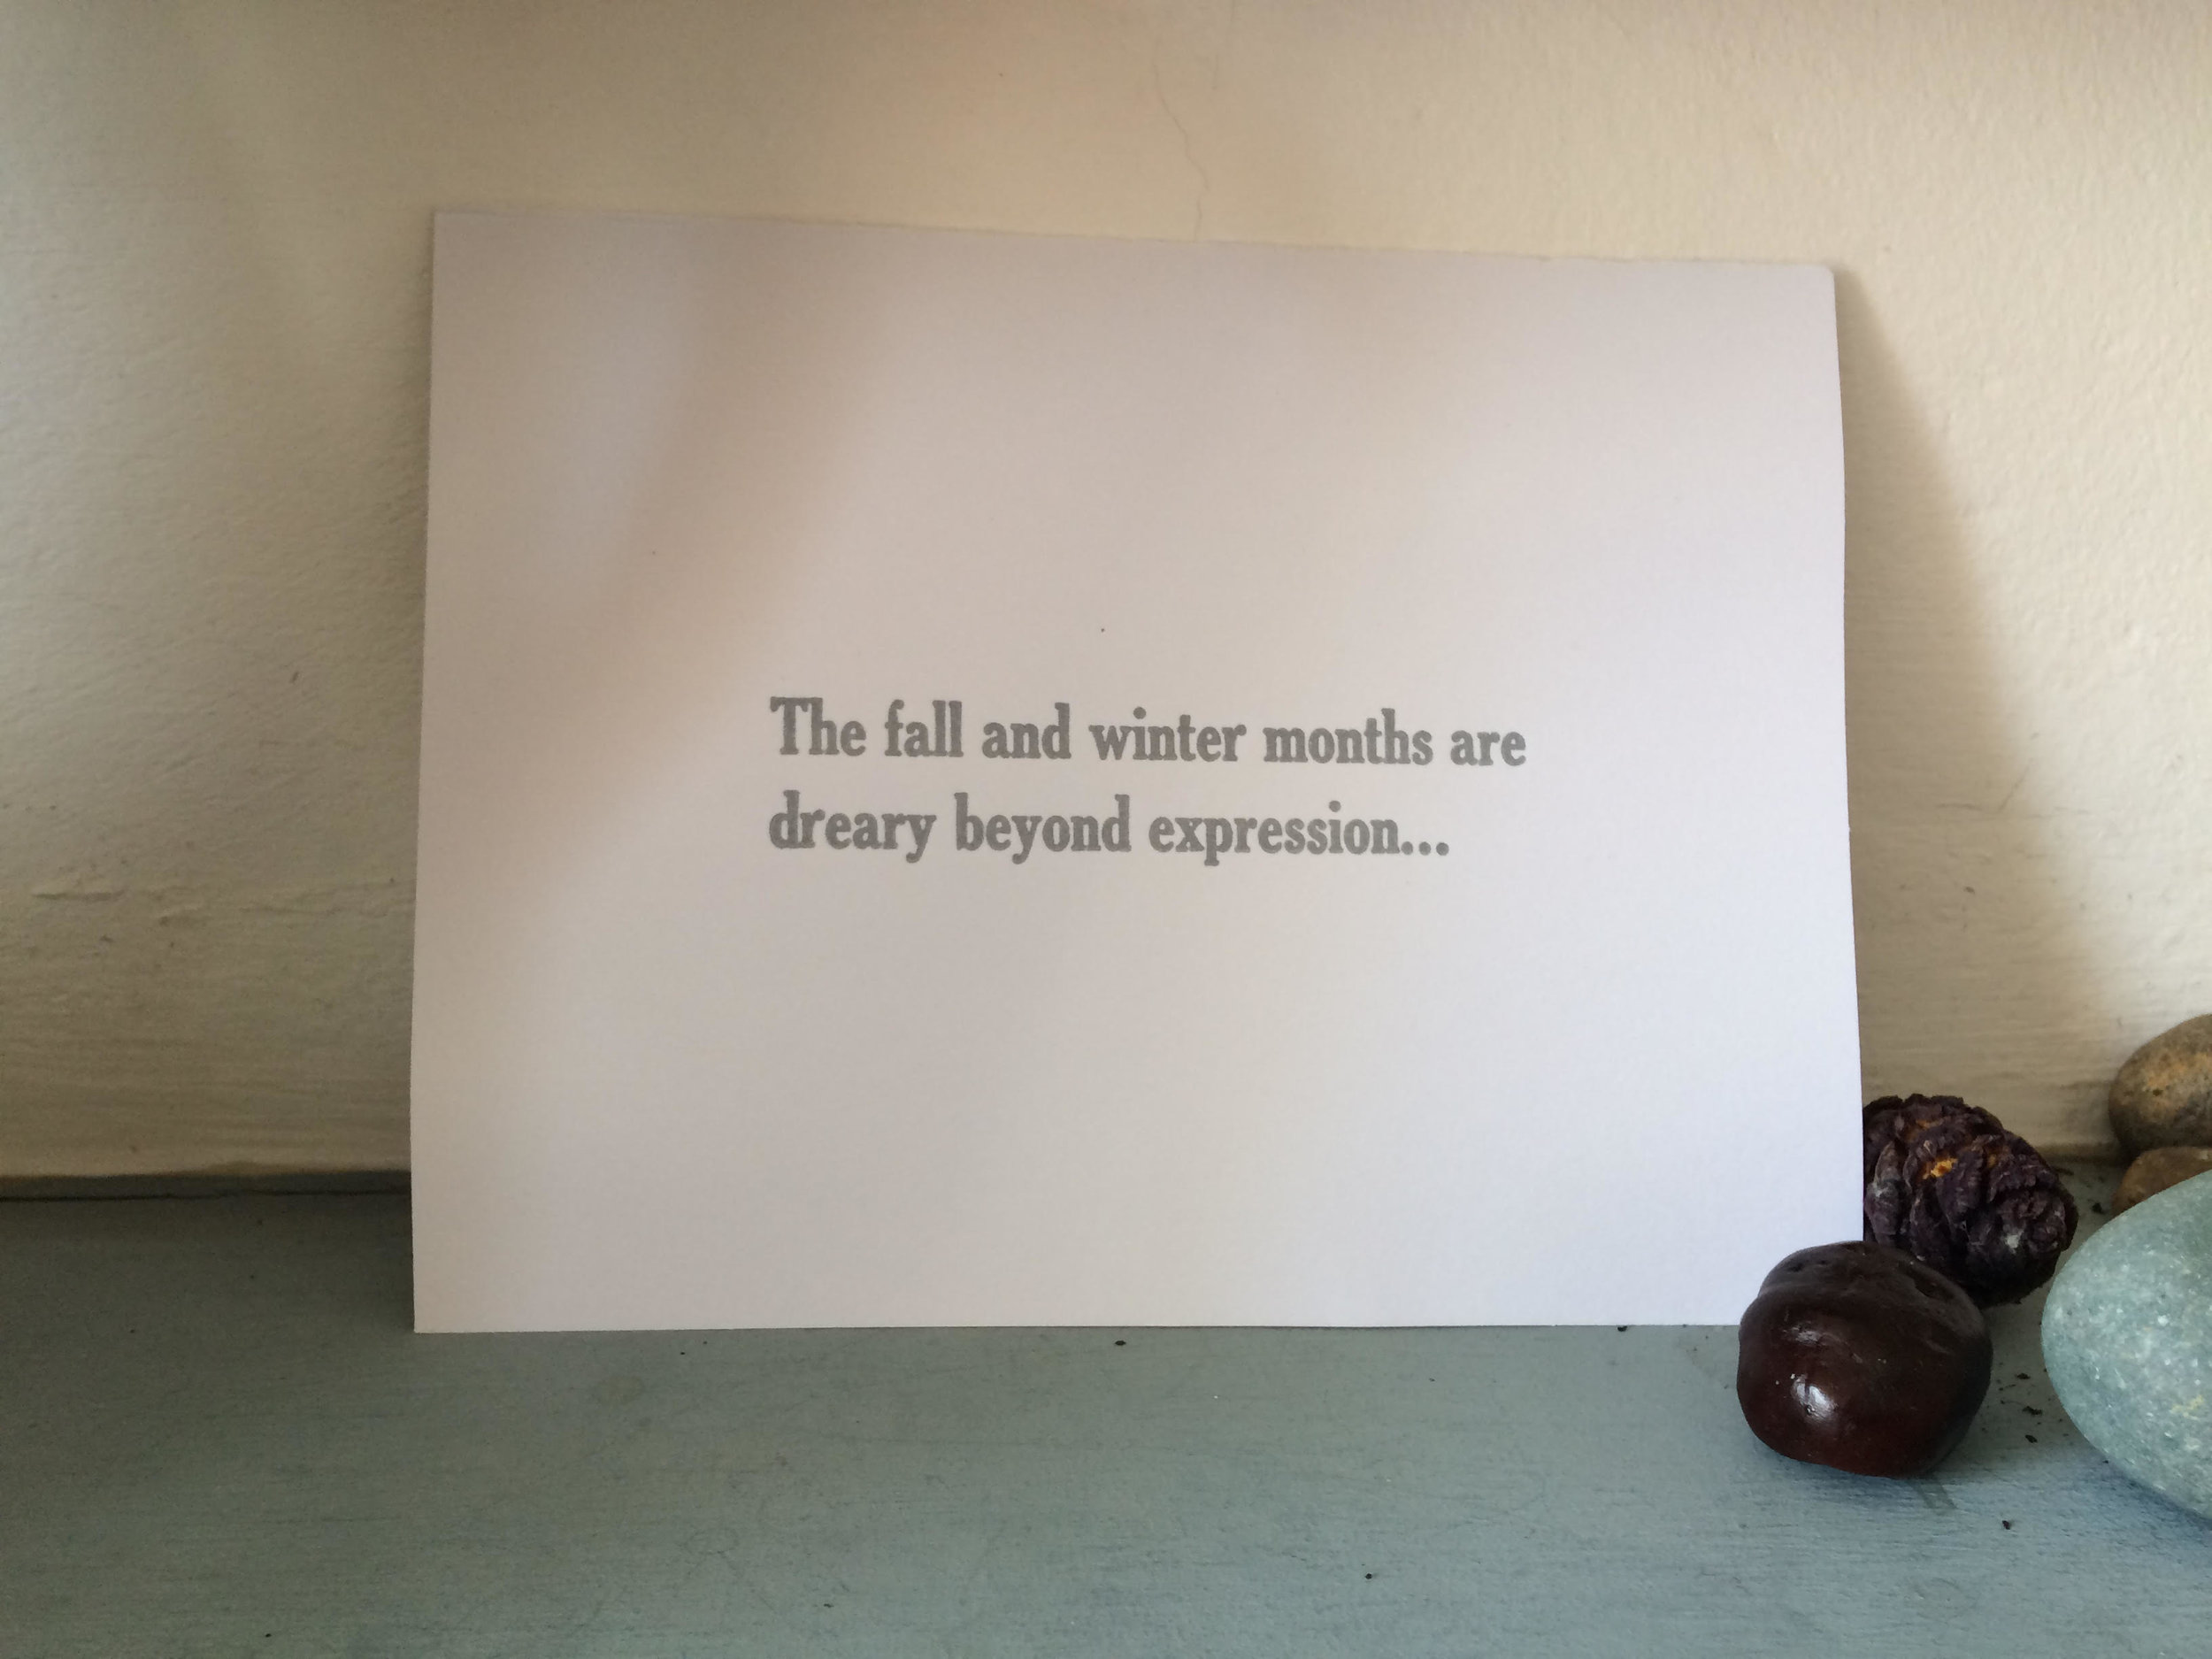 The fall and winter months are
dreary beyond expression...